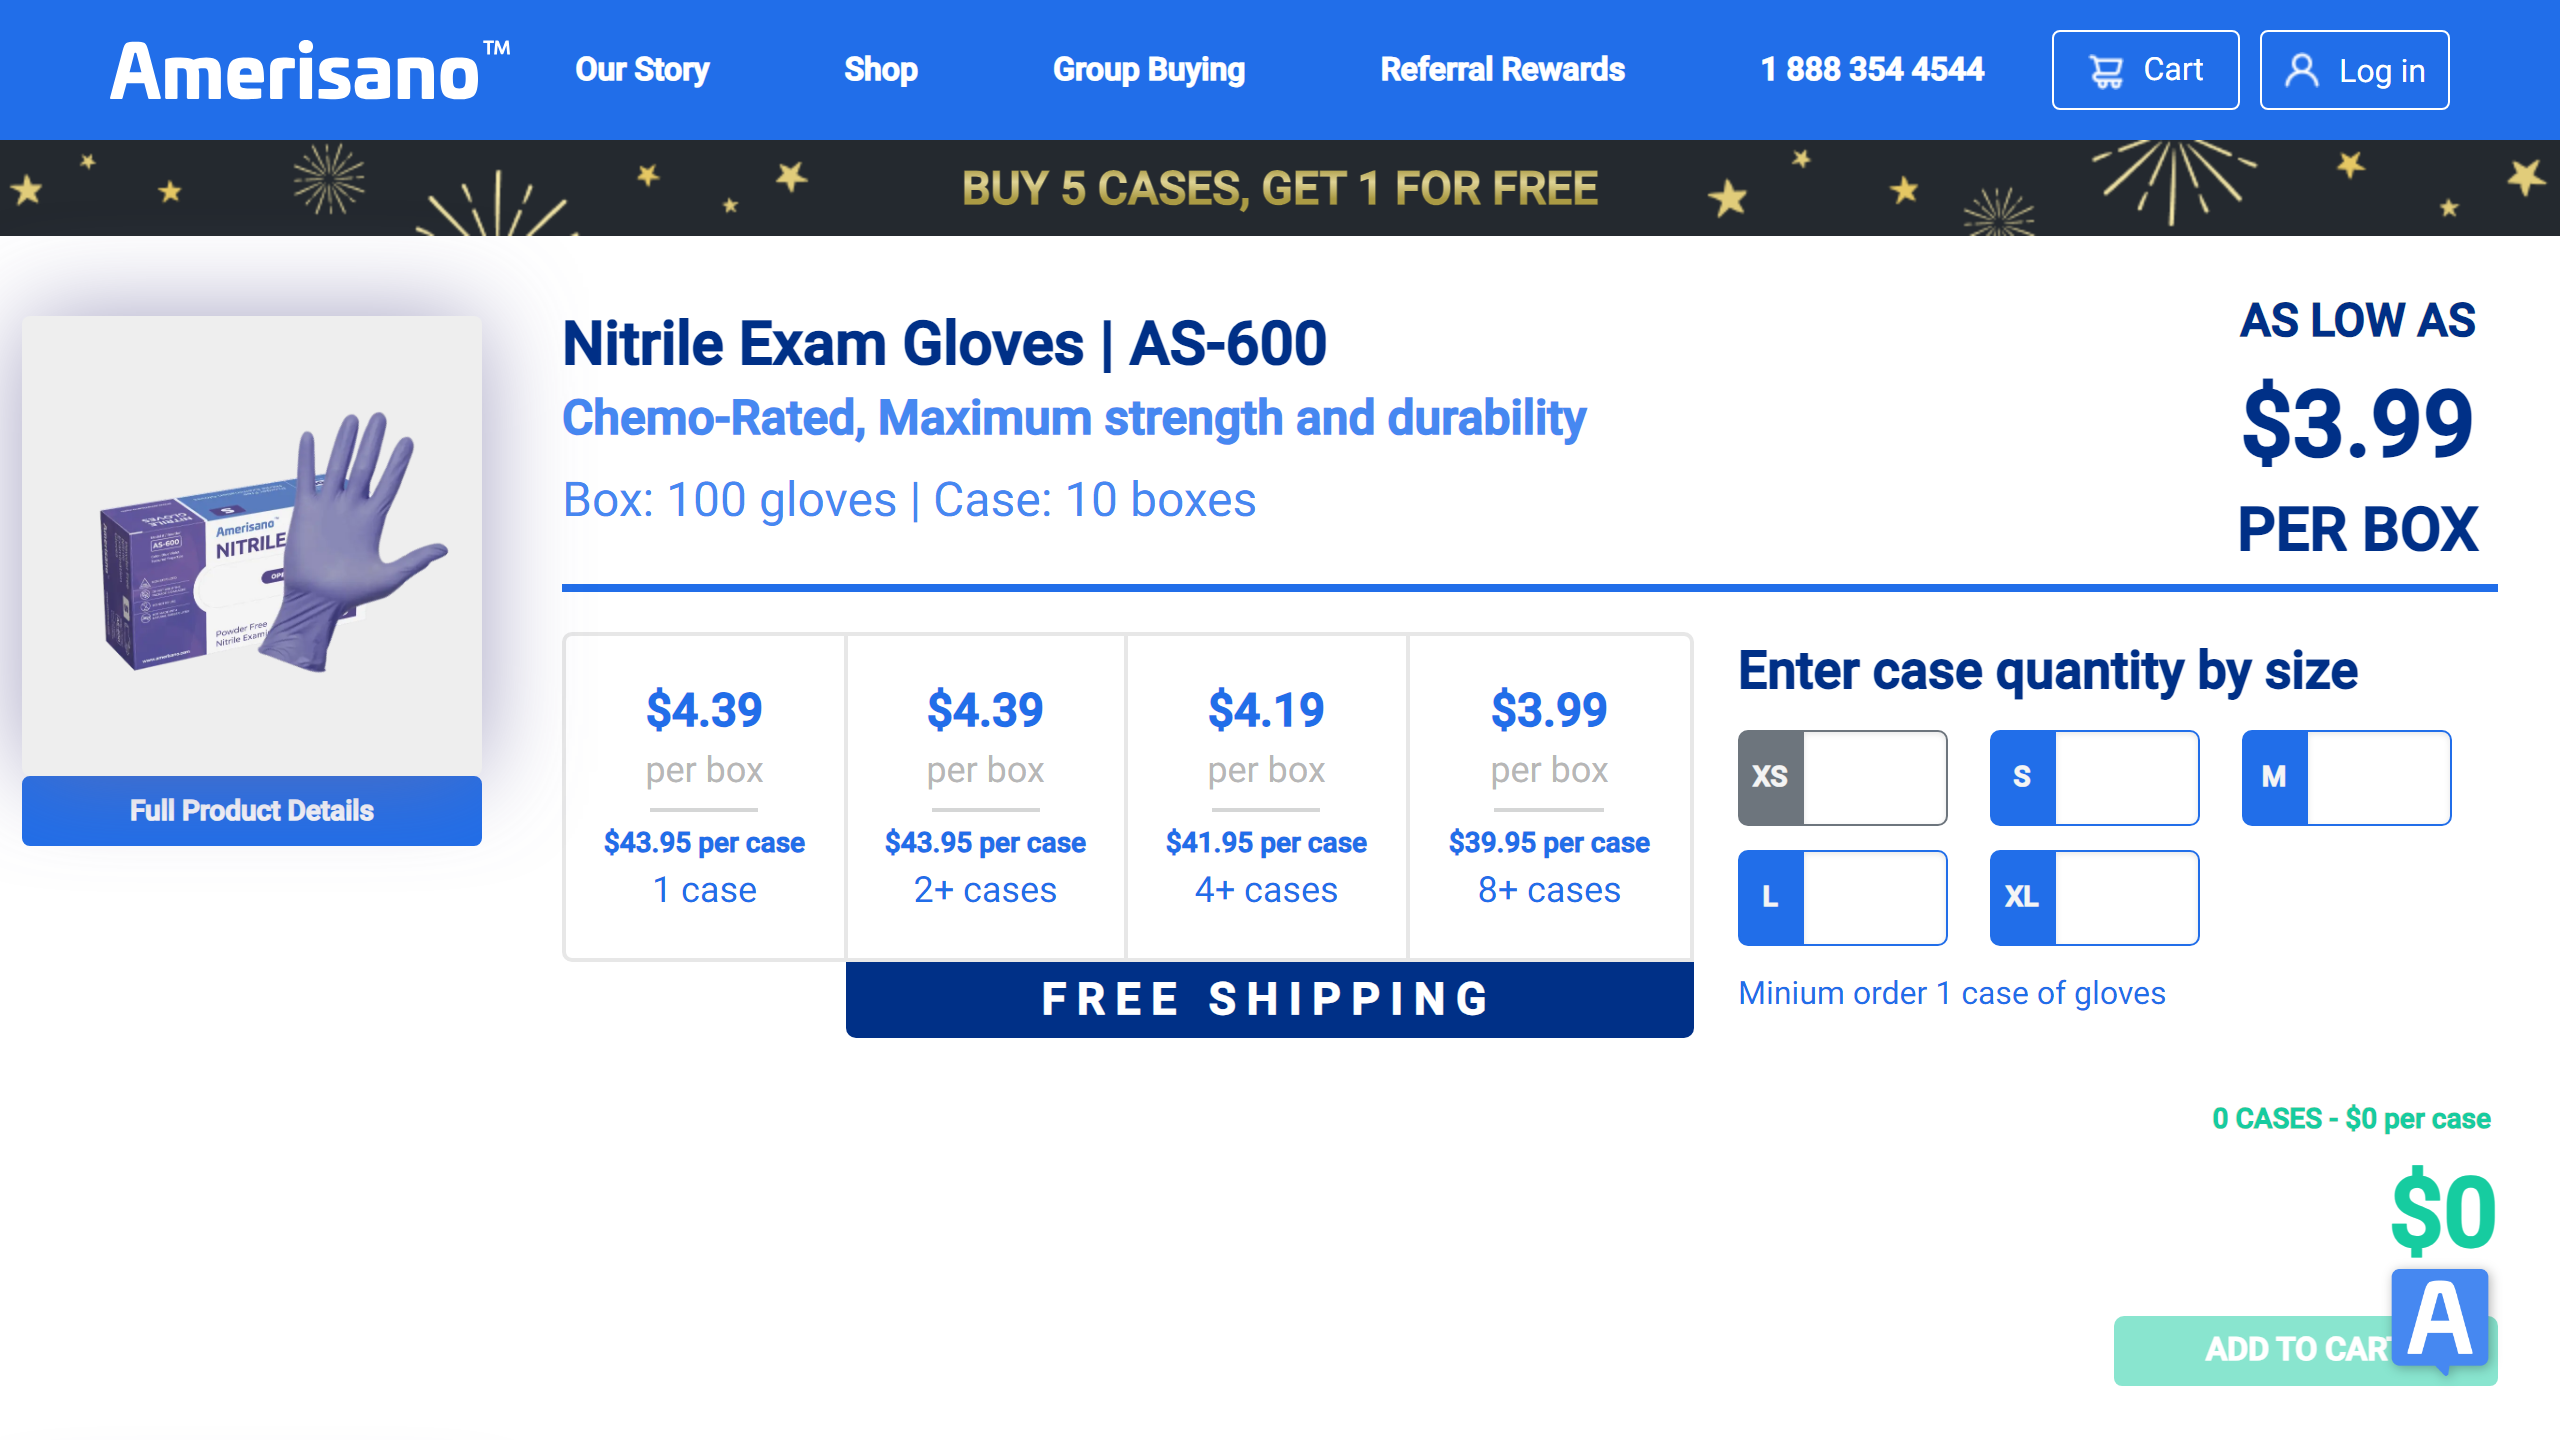 Amerisano™
Our Story
Shop
Group Buying
Referral Rewards
1 888 354 4544
Cart
Log in
BUY 5 CASES, GET 1 FOR FREE
Amerisano
NITRILE
AS-600
S
Powder Free
Full Product Details
Nitrile Exam Gloves | AS-600
Chemo-Rated, Maximum strength and durability
Box: 100 gloves | Case: 10 boxes
AS LOW AS
$3.99
PER BOX
$4.39
per box
$43.95 per case
1 case
$4.39
per box
$43.95 per case
2+ cases
$4.19
per box
$41.95 per case
4+ cases
$3.99
per box
$39.95 per case
8+ cases
FREE SHIPPING
Enter case quantity by size
XS
S
M
L
XL
Minium order 1 case of gloves
0 CASES - $0 per case
$0
ADD TO CART
A